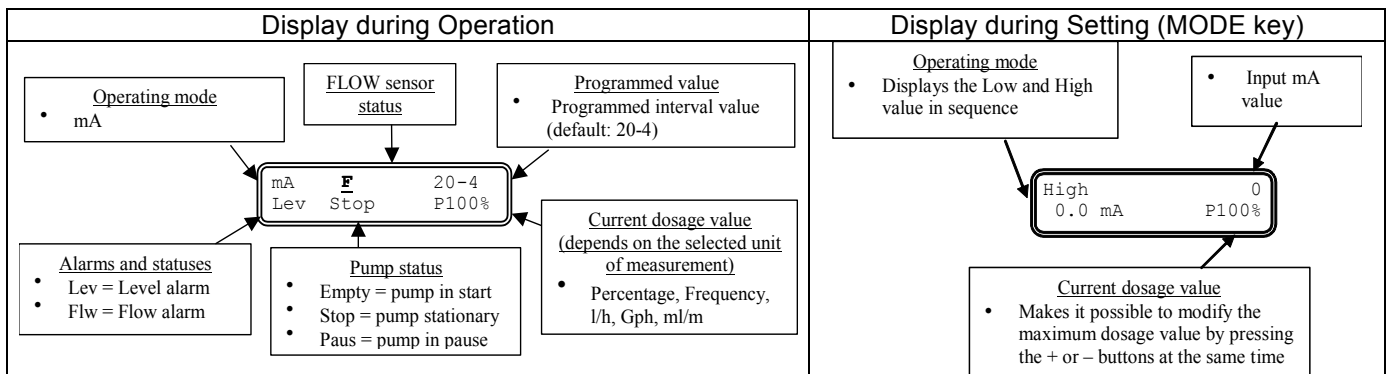 Display during Operation
Operating mode
• mA
FLOW sensor
status
Programmed value
• Programmed interval value
(default: 20-4)
mA F 20-4
Lev Stop P100%
Alarms and statuses
• Lev = Level alarm
• Flw = Flow alarm
Pump status
• Empty = pump in start
• Stop = pump stationary
• Paus = pump in pause
Current dosage value
(depends on the selected unit
of measurement)
• Percentage, Frequency,
l/h, Gph, ml/m
Display during Setting (MODE key)
Operating mode
• Displays the Low and High
value in sequence
• Input mA
value
High 0
0.0 mA P100%
Current dosage value
• Makes it possible to modify the
maximum dosage value by pressing
the + or – buttons at the same time